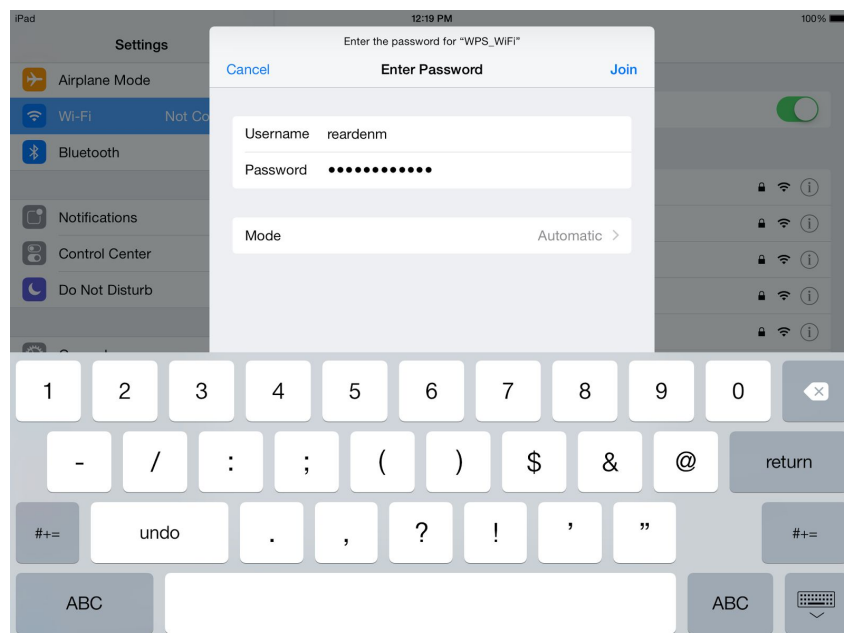 iPad 12:19 PM 100%
Settings
Airplane Mode
Wi-Fi Not Co
Bluetooth
Notifications
Control Center
Do Not Disturb
Enter the password for “WPS_WiFi”
Cancel Enter Password Join
Username reardenm
Password ●●●●●●●●●●●●
Mode Automatic >
1 2 3 4 5 6 7 8 9 0
- / : ; ( ) $ & @ return
#+= undo . , ? ! ’ ” #+=
ABC ABC